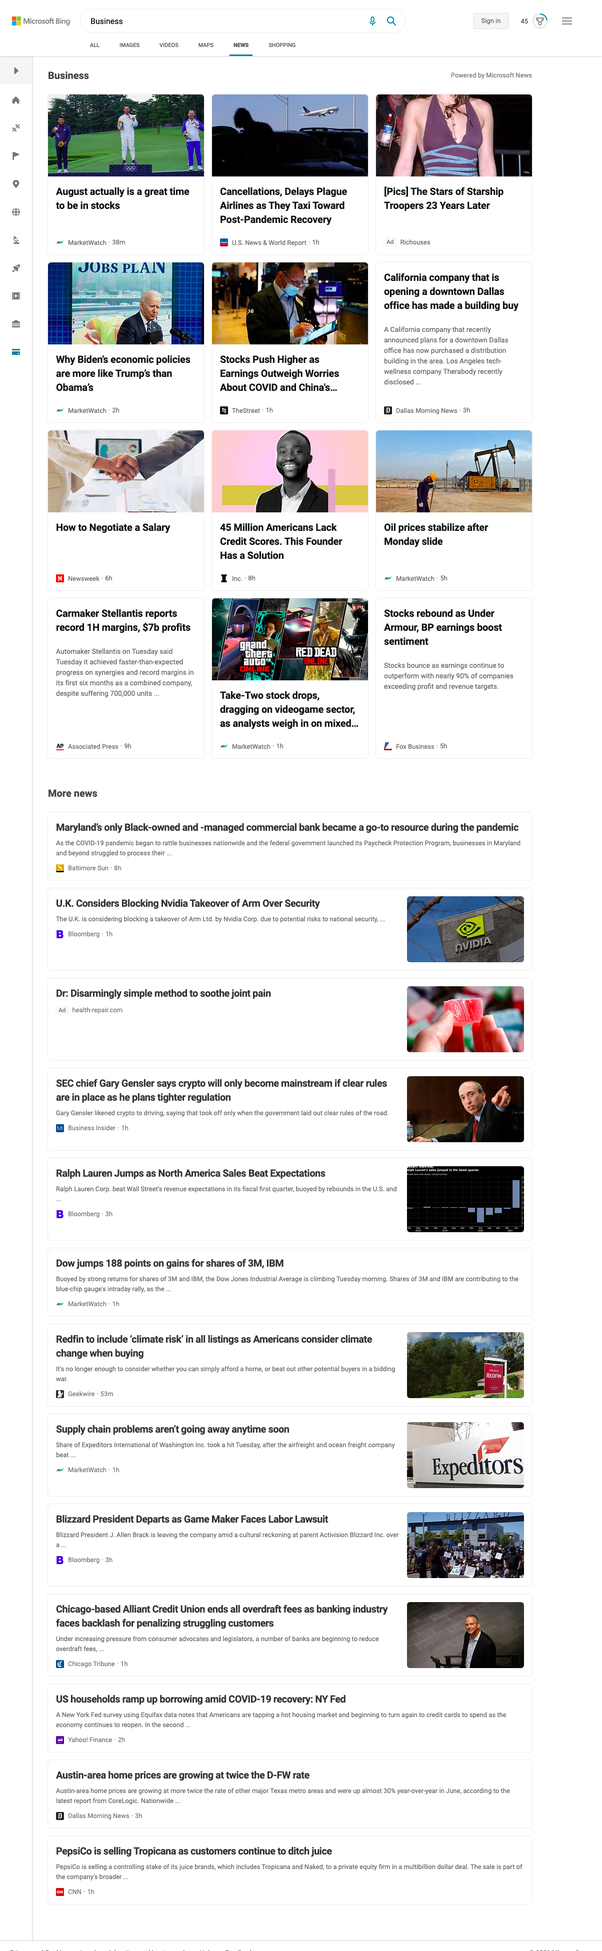 Microsoft Bing
Business
Sign in
45
ALL
IMAGES
VIDEOS
MAPS
NEWS
SHOPPING
Business
Powered by Microsoft News
August actually is a great time
to be in stocks
MarketWatch · 38m
Cancellations, Delays Plague
Airlines as They Taxi Toward
Post-Pandemic Recovery
U.S. News & World Report · 1h
[Pics] The Stars of Starship
Troopers 23 Years Later
Ad Richouses
JOBS PLAN
Why Biden's economic policies
are more like Trump's than
Obama's
MarketWatch · 2h
Stocks Push Higher as
Earnings Outweigh Worries
About COVID and China's...
TheStreet · 1h
California company that is
opening a downtown Dallas
office has made a building buy
A California company that recently
announced plans for a downtown Dallas
office has now purchased a distribution
building in the area. Los Angeles tech-
wellness company Therabody recently
disclosed ...
Dallas Morning News · 3h
How to Negotiate a Salary
Newsweek · 6h
45 Million Americans Lack
Credit Scores. This Founder
Has a Solution
Inc. · 8h
Oil prices stabilize after
Monday slide
MarketWatch · 5h
Carmaker Stellantis reports
record 1H margins, $7b profits
Automaker Stellantis on Tuesday said
Tuesday it achieved faster-than-expected
progress on synergies and record margins in
its first six months as a combined company,
despite suffering 700,000 units ...
AP Associated Press · 9h
grand theft auto ONLINE
RED DEAD ONLINE
Take-Two stock drops,
dragging on videogame sector,
as analysts weigh in on mixed...
MarketWatch · 1h
Stocks rebound as Under
Armour, BP earnings boost
sentiment
Stocks bounce as earnings continue to
outperform with nearly 90% of companies
exceeding profit and revenue targets.
Fox Business · 5h
More news
Maryland's only Black-owned and -managed commercial bank became a go-to resource during the pandemic
As the COVID-19 pandemic began to rattle businesses nationwide and the federal government launched its Paycheck Protection Program, businesses in Maryland
and beyond struggled to process their ...
Baltimore Sun · 8h
U.K. Considers Blocking Nvidia Takeover of Arm Over Security
The U.K. is considering blocking a takeover of Arm Ltd. by Nvidia Corp. due to potential risks to national security, ...
B Bloomberg · 1h
NVIDIA
Dr: Disarmingly simple method to soothe joint pain
Ad health-repair.com
SEC chief Gary Gensler says crypto will only become mainstream if clear rules
are in place as he plans tighter regulation
Gary Gensler likened crypto to driving, saying that took off only when the government laid out clear rules of the road.
Business Insider · 1h
Ralph Lauren Jumps as North America Sales Beat Expectations
Ralph Lauren Corp. beat Wall Street's revenue expectations in its fiscal first quarter, buoyed by rebounds in the U.S. and
...
B Bloomberg · 3h
Dow jumps 188 points on gains for shares of 3M, IBM
Buoyed by strong returns for shares of 3M and IBM, the Dow Jones Industrial Average is climbing Tuesday morning. Shares of 3M and IBM are contributing to the
blue-chip gauge's intraday rally, as the ...
MarketWatch · 1h
Redfin to include 'climate risk' in all listings as Americans consider climate
change when buying
It's no longer enough to consider whether you can simply afford a home, or beat out other potential buyers in a bidding
war.
Geekwire · 53m
REDFIN
Supply chain problems aren't going away anytime soon
Share of Expeditors International of Washington Inc. took a hit Tuesday, after the airfreight and ocean freight company
beat ...
MarketWatch · 1h
Expeditors
Blizzard President Departs as Game Maker Faces Labor Lawsuit
Blizzard President J. Allen Brack is leaving the company amid a cultural reckoning at parent Activision Blizzard Inc. over
a ...
B Bloomberg · 3h
Chicago-based Alliant Credit Union ends all overdraft fees as banking industry
faces backlash for penalizing struggling customers
Under increasing pressure from consumer advocates and legislators, a number of banks are beginning to reduce
overdraft fees, ...
Chicago Tribune · 1h
US households ramp up borrowing amid COVID-19 recovery: NY Fed
A New York Fed survey using Equifax data notes that Americans are tapping a hot housing market and beginning to turn again to credit cards to spend as the
economy continues to reopen. In the second ...
Yahoo! Finance · 2h
Austin-area home prices are growing at twice the D-FW rate
Austin-area home prices are growing at more twice the rate of other major Texas metro areas and were up almost 30% year-over-year in June, according to the
latest report from CoreLogic. Nationwide ...
Dallas Morning News · 3h
PepsiCo is selling Tropicana as customers continue to ditch juice
PepsiCo is selling a controlling stake of its juice brands, which includes Tropicana and Naked, to a private equity firm in a multibillion dollar deal. The sale is part of
the company's broader ...
CNN · 1h